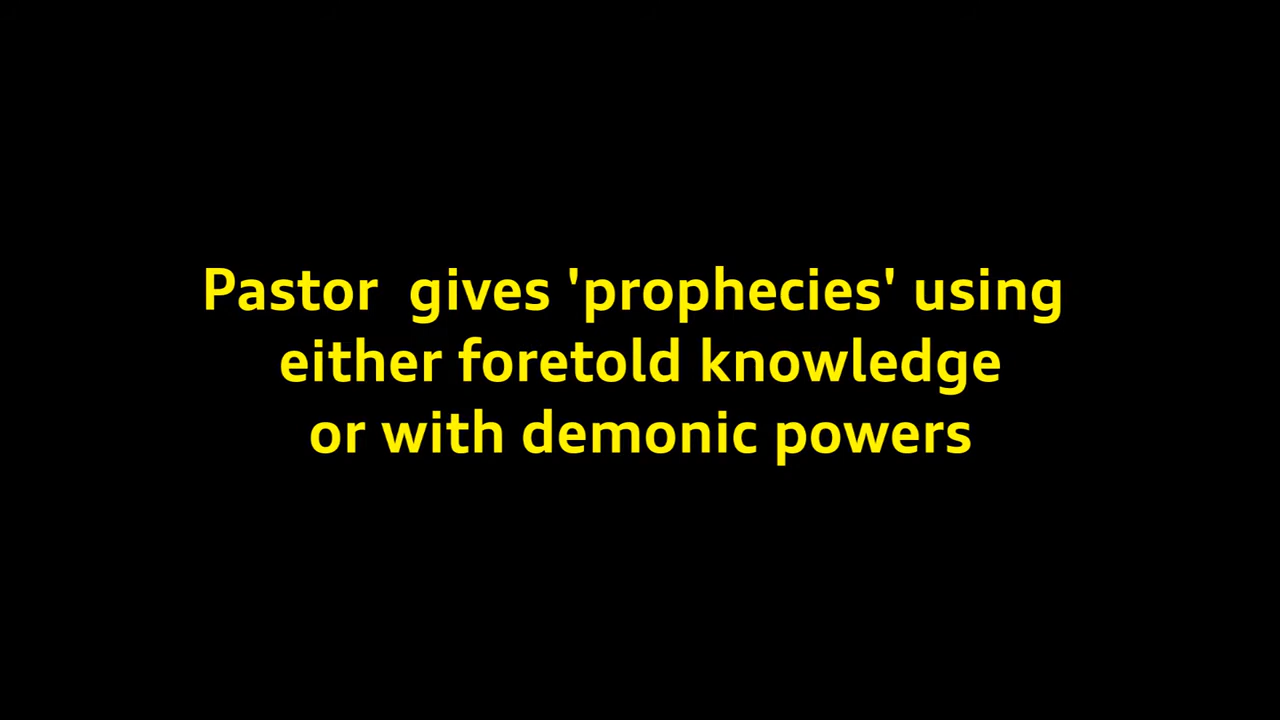 Pastor  gives 'prophecies' using
either foretold knowledge
or with demonic powers